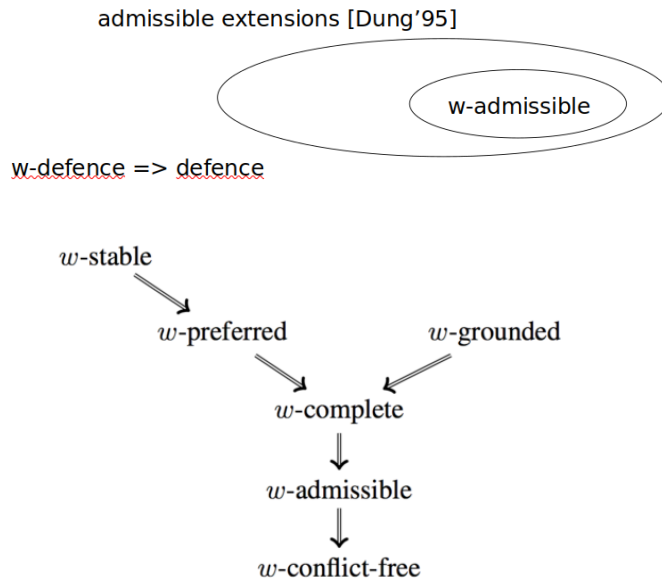 admissible extensions [Dung'95]
w-admissible
w-defence => defence
w-stable
w-preferred w-grounded
w-complete
w-admissible
w-conflict-free